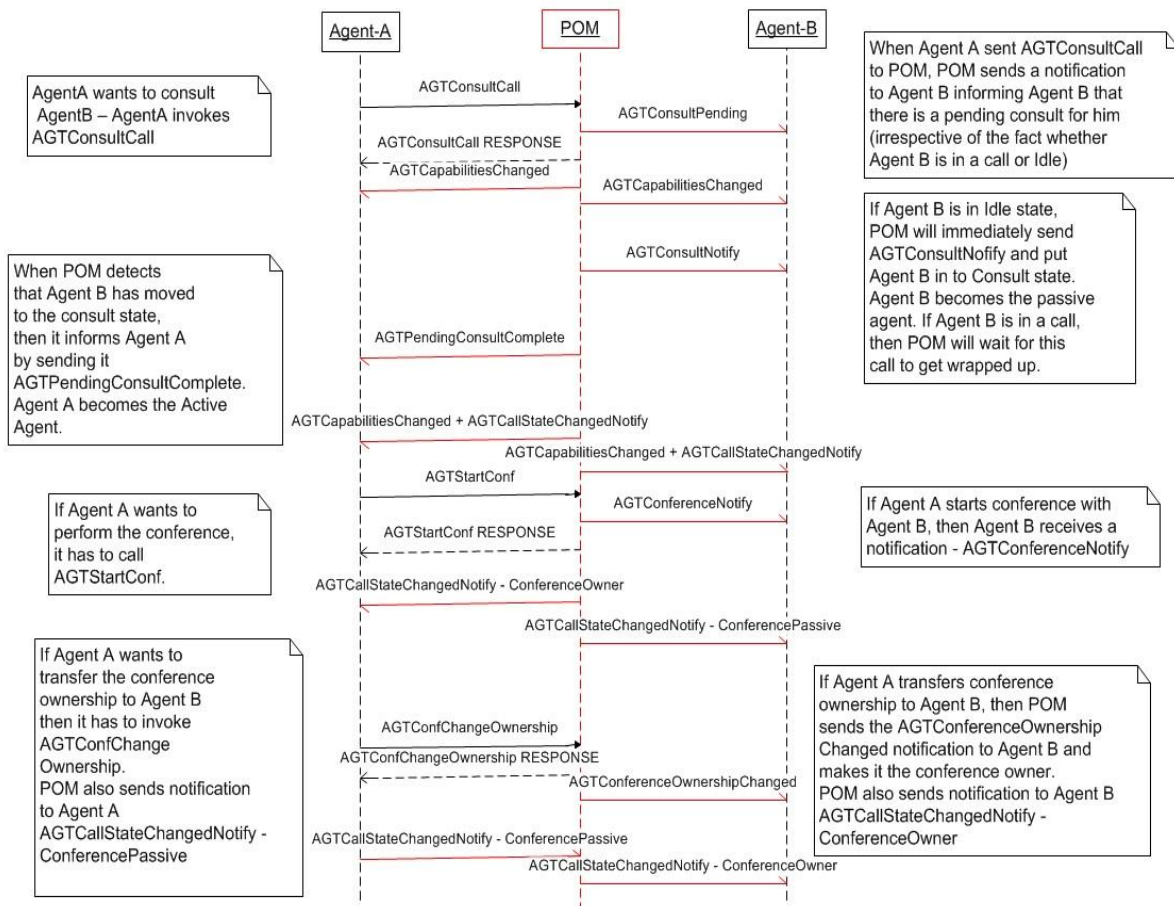 Agent-A
POM
Agent-B
When Agent A sent AGTConsultCall
to POM, POM sends a notification
to Agent B informing Agent B that
there is a pending consult for him
(irrespective of the fact whether
Agent B is in a call or Idle)
AgentA wants to consult
AgentB – AgentA invokes
AGTConsultCall
AGTConsultCall
AGTConsultPending
AGTConsultCall RESPONSE
AGTCapabilitiesChanged
AGTCapabilitiesChanged
If Agent B is in Idle state,
POM will immediately send
AGTConsultNofify and put
Agent B in to Consult state.
Agent B becomes the passive
agent. If Agent B is in a call,
then POM will wait for this
call to get wrapped up.
AGTConsultNotify
When POM detects
that Agent B has moved
to the consult state,
then it informs Agent A
by sending it
AGTPendingConsultComplete.
Agent A becomes the Active
Agent.
AGTPendingConsultComplete
AGTCapabilitiesChanged + AGTCallStateChangedNotify
AGTCapabilitiesChanged + AGTCallStateChangedNotify
AGTStartConf
If Agent A wants to
perform the conference,
it has to call
AGTStartConf.
AGTConferenceNotify
If Agent A starts conference with
Agent B, then Agent B receives a
notification - AGTConferenceNotify
AGTStartConf RESPONSE
AGTCallStateChangedNotify - ConferenceOwner
AGTCallStateChangedNotify - ConferencePassive
If Agent A wants to
transfer the conference
ownership to Agent B
then it has to invoke
AGTConfChange
Ownership.
POM also sends notification
to Agent A
AGTCallStateChangedNotify -
ConferencePassive
If Agent A transfers conference
ownership to Agent B, then POM
sends the AGTConferenceOwnership
Changed notification to Agent B and
makes it the conference owner.
POM also sends notification to Agent B
AGTCallStateChangedNotify -
ConferenceOwner
AGTConfChangeOwnership
AGTConfChangeOwnership RESPONSE
AGTConferenceOwnershipChanged
AGTCallStateChangedNotify - ConferencePassive
AGTCallStateChangedNotify - ConferenceOwner